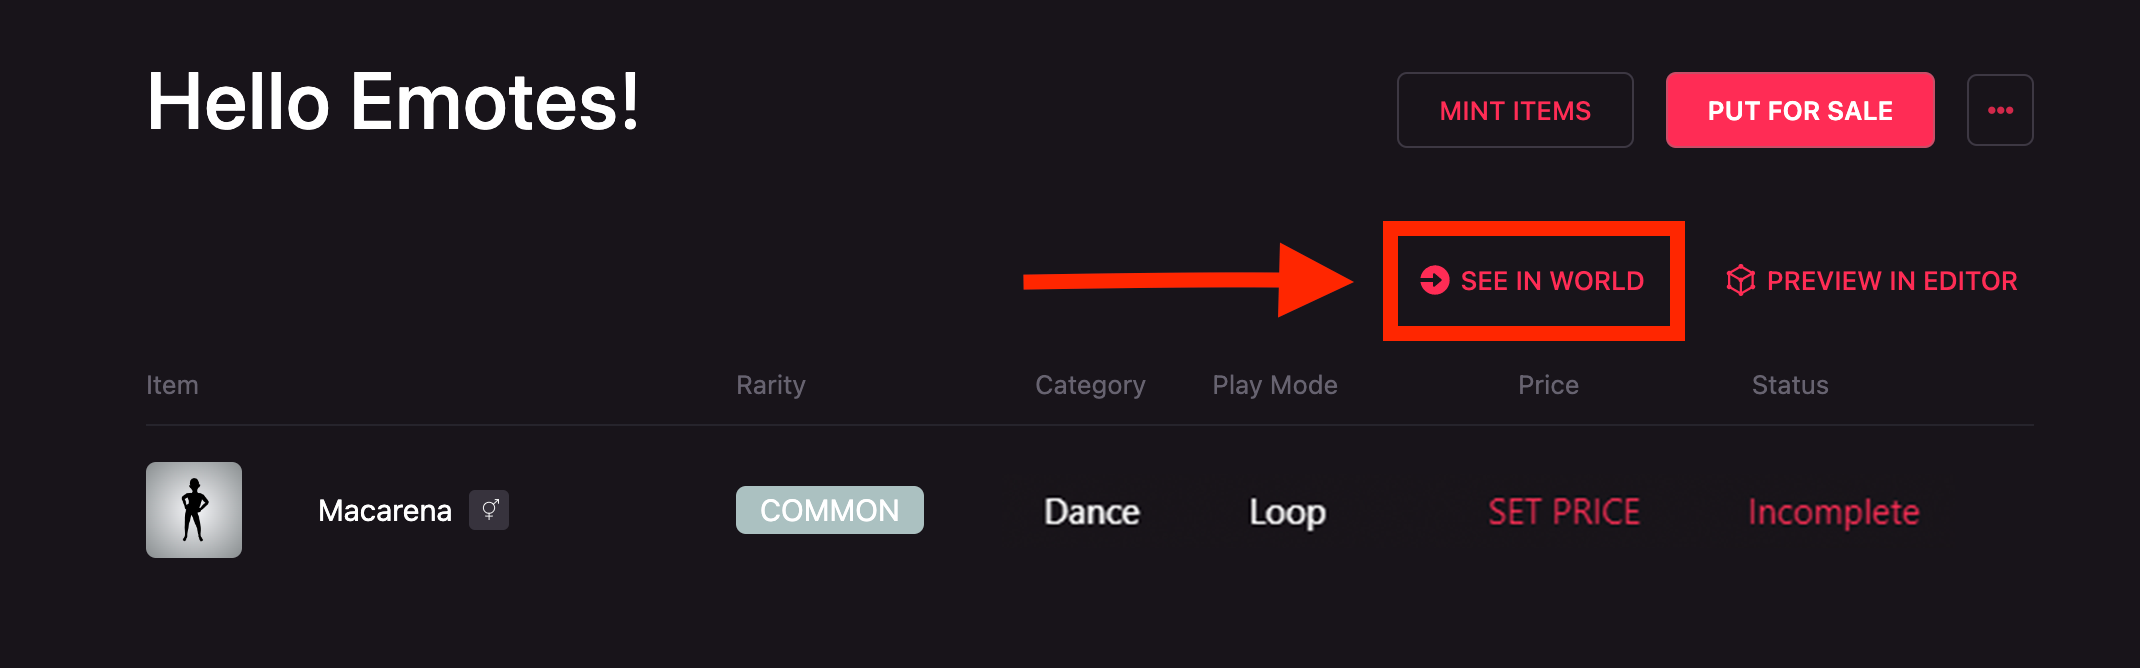 Hello Emotes!
MINT ITEMS
PUT FOR SALE
SEE IN WORLD
PREVIEW IN EDITOR
Item Rarity Category Play Mode Price Status
Macarena COMMON Dance Loop SET PRICE Incomplete